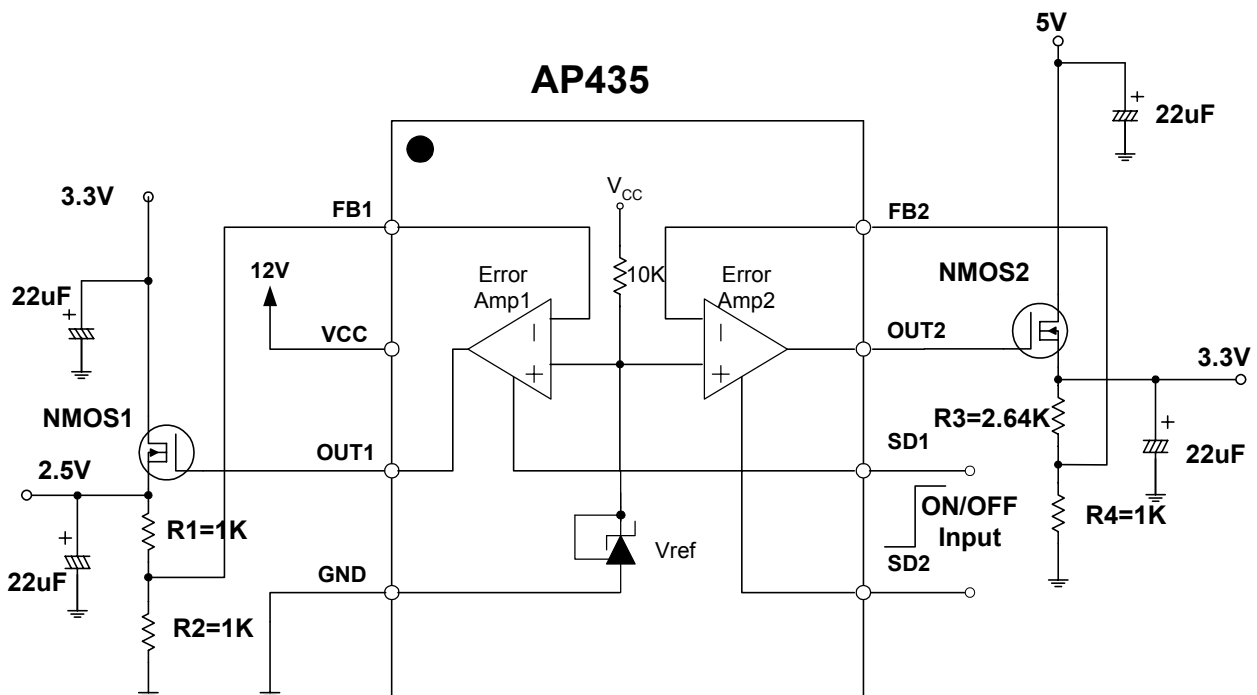 AP435
5V
+
22uF
3.3V
FB1
V_CC
FB2
12V
10K
NMOS2
22uF
+
Error
Amp1
Error
Amp2
VCC
OUT2
−
+
−
+
3.3V
NMOS1
R3=2.64K
+
22uF
2.5V
OUT1
SD1
ON/OFF
Input
R4=1K
+
R1=1K
22uF
Vref
SD2
GND
R2=1K